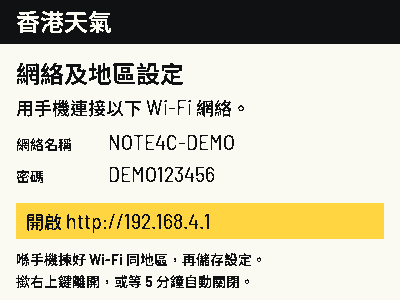 香港天氣
網絡及地區設定
用手機連接以下 Wi-Fi 網絡。
網絡名稱 NOTE4C-DEMO
密碼 DEMO123456
開啟 http://192.168.4.1
喺手機揀好 Wi-Fi 同地區，再儲存設定。
撳右上鍵離開，或等 5 分鐘自動關閉。